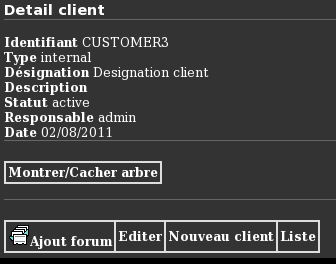 Detail client
Identifiant CUSTOMER3
Type internal
Désignation Designation client
Description
Statut active
Responsable admin
Date 02/08/2011
Montrer/Cacher arbre
Ajout forum Editer Nouveau client Liste